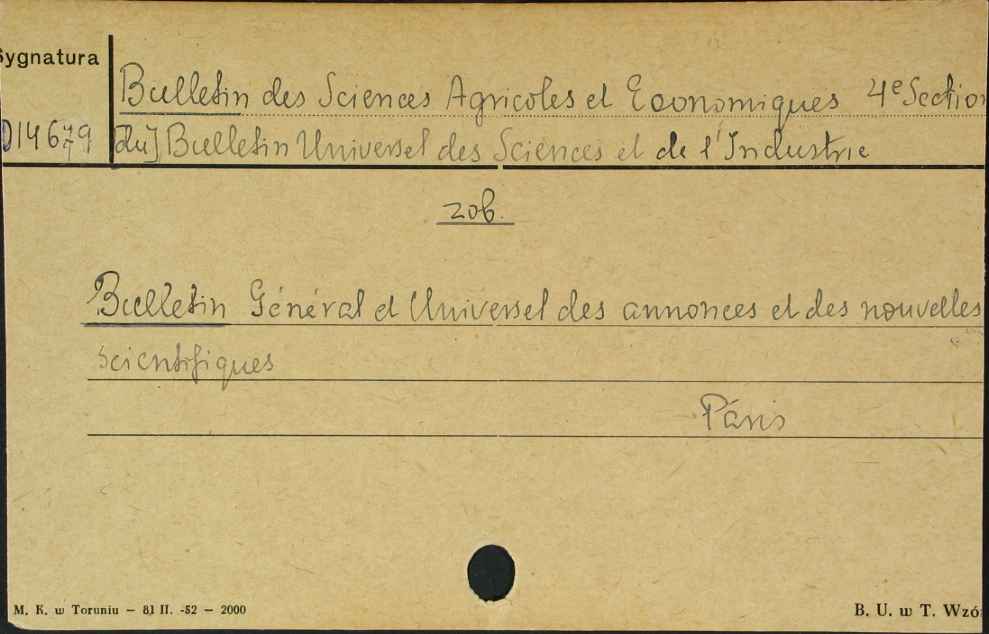 Sygnatura
Bulletin des Sciences Agricoles et Economiques 4e Section
014679 [du] Bulletin Universel des Sciences et de l'Industrie
zob.
Bulletin Général et Universel des annonces et des nouvelles
scientifiques
Paris
M. K. w Toruniu — 81 II. -52 — 2000
B. U. w T. Wzó